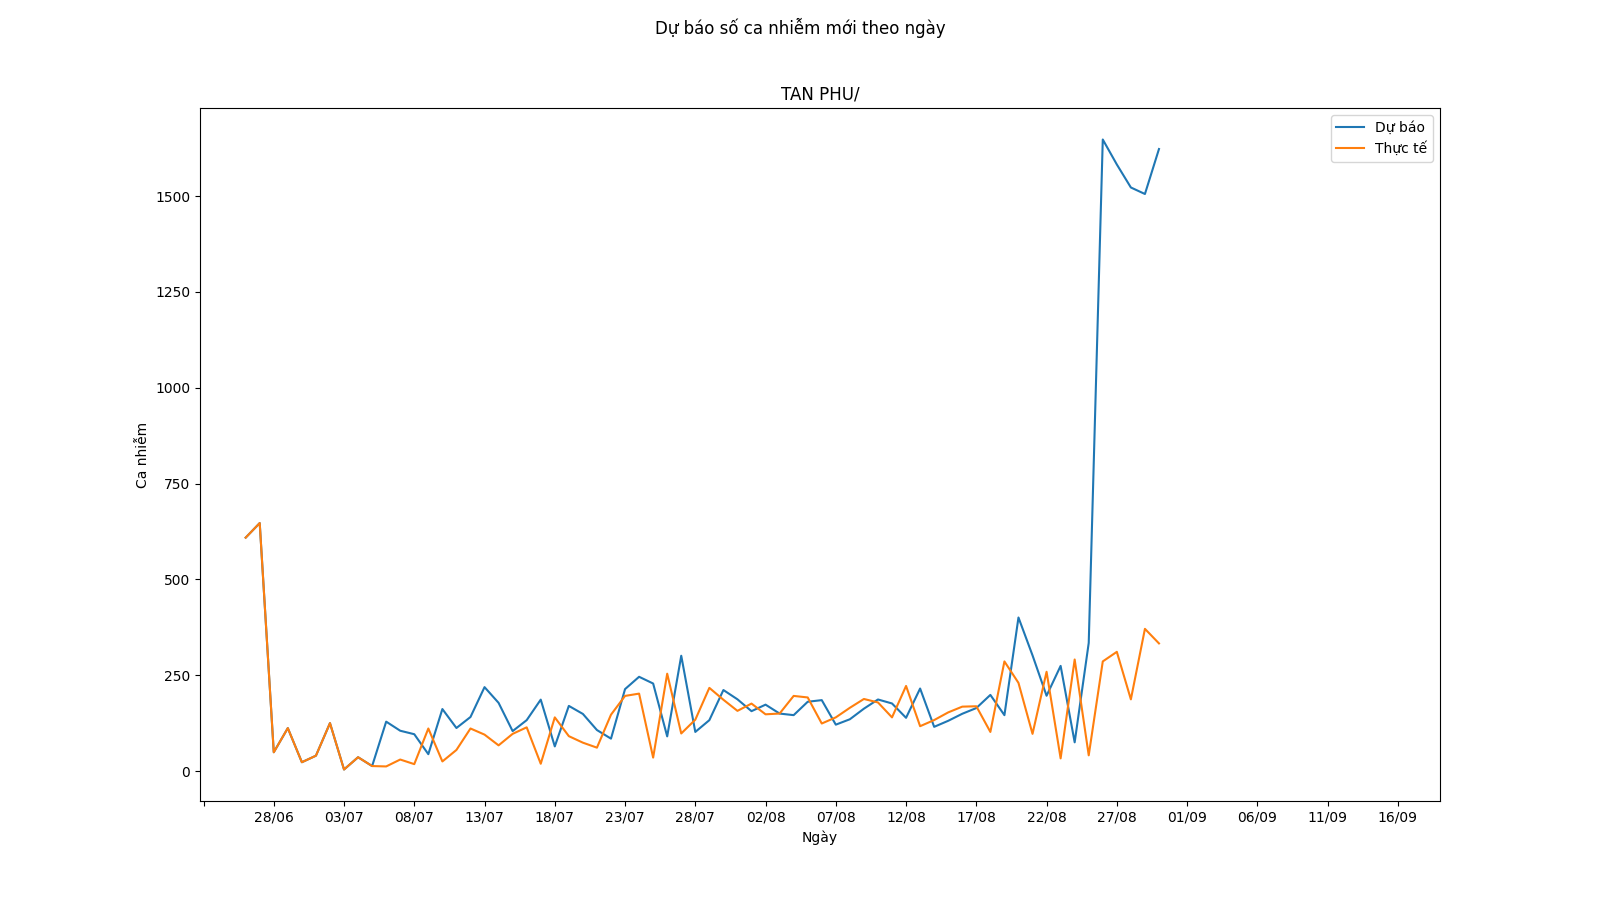 Dự báo số ca nhiễm mới theo ngày
TAN PHU/
Dự báo
Thực tế
1500
1250
1000
750
500
250
0
Ca nhiễm
28/06 03/07 08/07 13/07 18/07 23/07 28/07 02/08 07/08 12/08 17/08 22/08 27/08 01/09 06/09 11/09 16/09
Ngày